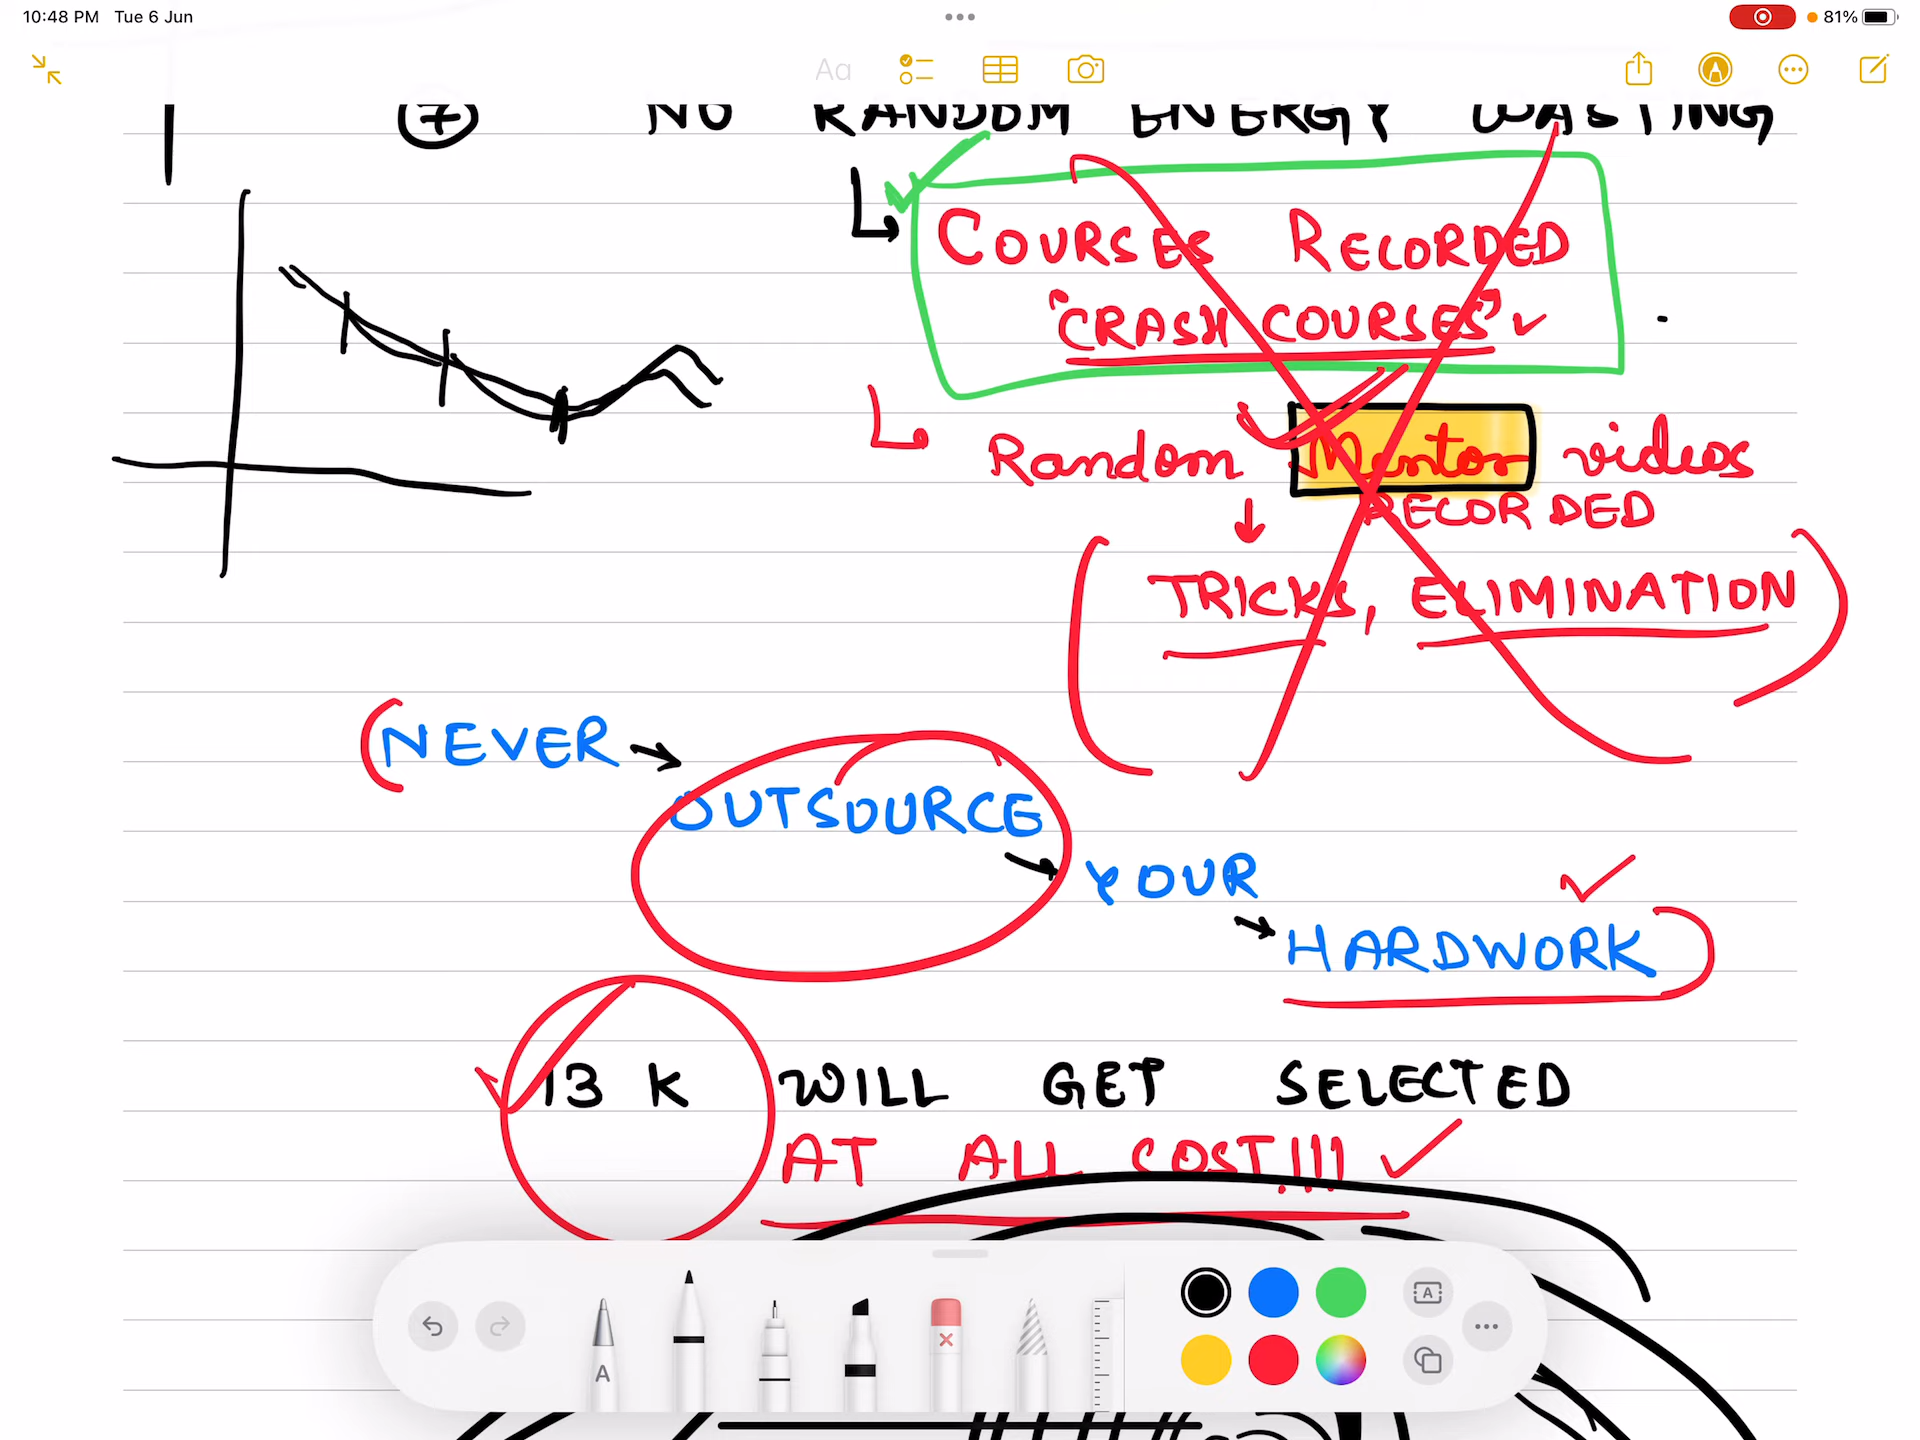 10:48 PM Tue 6 Jun
81%
Aa
7 NO RANDOM ENERGY WASTING
COURSES RECORDED
"CRASH COURSES"
Random Mentor videos
RECORDED
TRICKS, ELIMINATION
NEVER
OUTSOURCE
YOUR
HARDWORK
13 K WILL GET SELECTED
AT ALL COST!!!
A
A